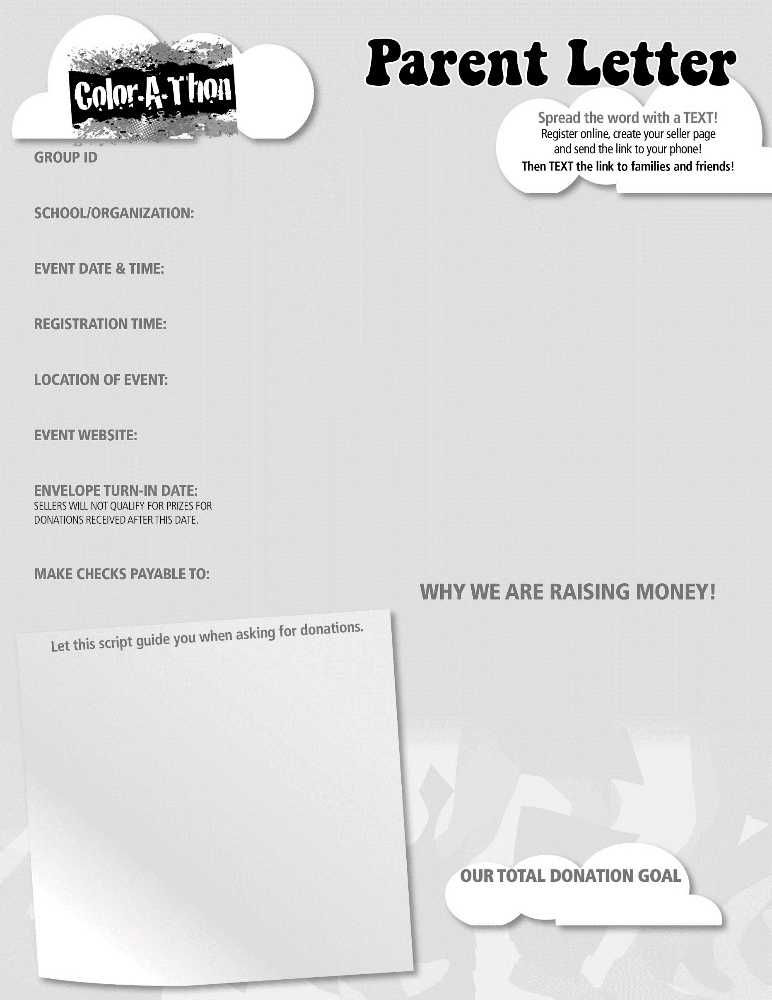 Color-A-Thon
Parent Letter
Spread the word with a TEXT!
Register online, create your seller page
and send the link to your phone!
Then TEXT the link to families and friends!
GROUP ID
SCHOOL/ORGANIZATION:
EVENT DATE & TIME:
REGISTRATION TIME:
LOCATION OF EVENT:
EVENT WEBSITE:
ENVELOPE TURN-IN DATE:
SELLERS WILL NOT QUALIFY FOR PRIZES FOR
DONATIONS RECEIVED AFTER THIS DATE.
MAKE CHECKS PAYABLE TO:
WHY WE ARE RAISING MONEY!
Let this script guide you when asking for donations.
OUR TOTAL DONATION GOAL